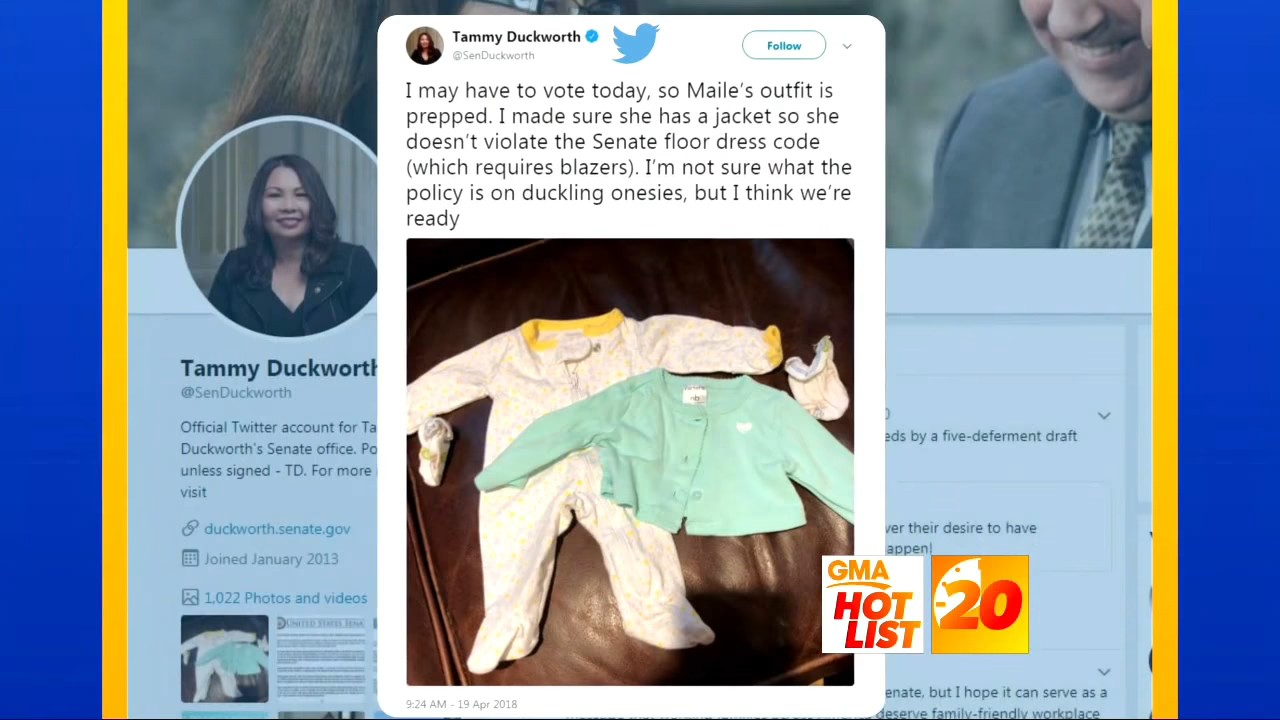 Tammy Duckworth
@SenDuckworth
Follow
I may have to vote today, so Maile's outfit is
prepped. I made sure she has a jacket so she
doesn't violate the Senate floor dress code
(which requires blazers). I'm not sure what the
policy is on duckling onesies, but I think we're
ready
9:24 AM - 19 Apr 2018
Tammy Duckworth
@SenDuckworth
Official Twitter account for Ta
Duckworth's Senate office. Po
unless signed - TD. For more
visit
duckworth.senate.gov
Joined January 2013
1,022 Photos and videos
UNITED STATES SENA
eds by a five-deferment draft
ver their desire to have
appen!
GMA
HOT
LIST
20
enate, but I hope it can serve as a
deserve family-friendly workplace